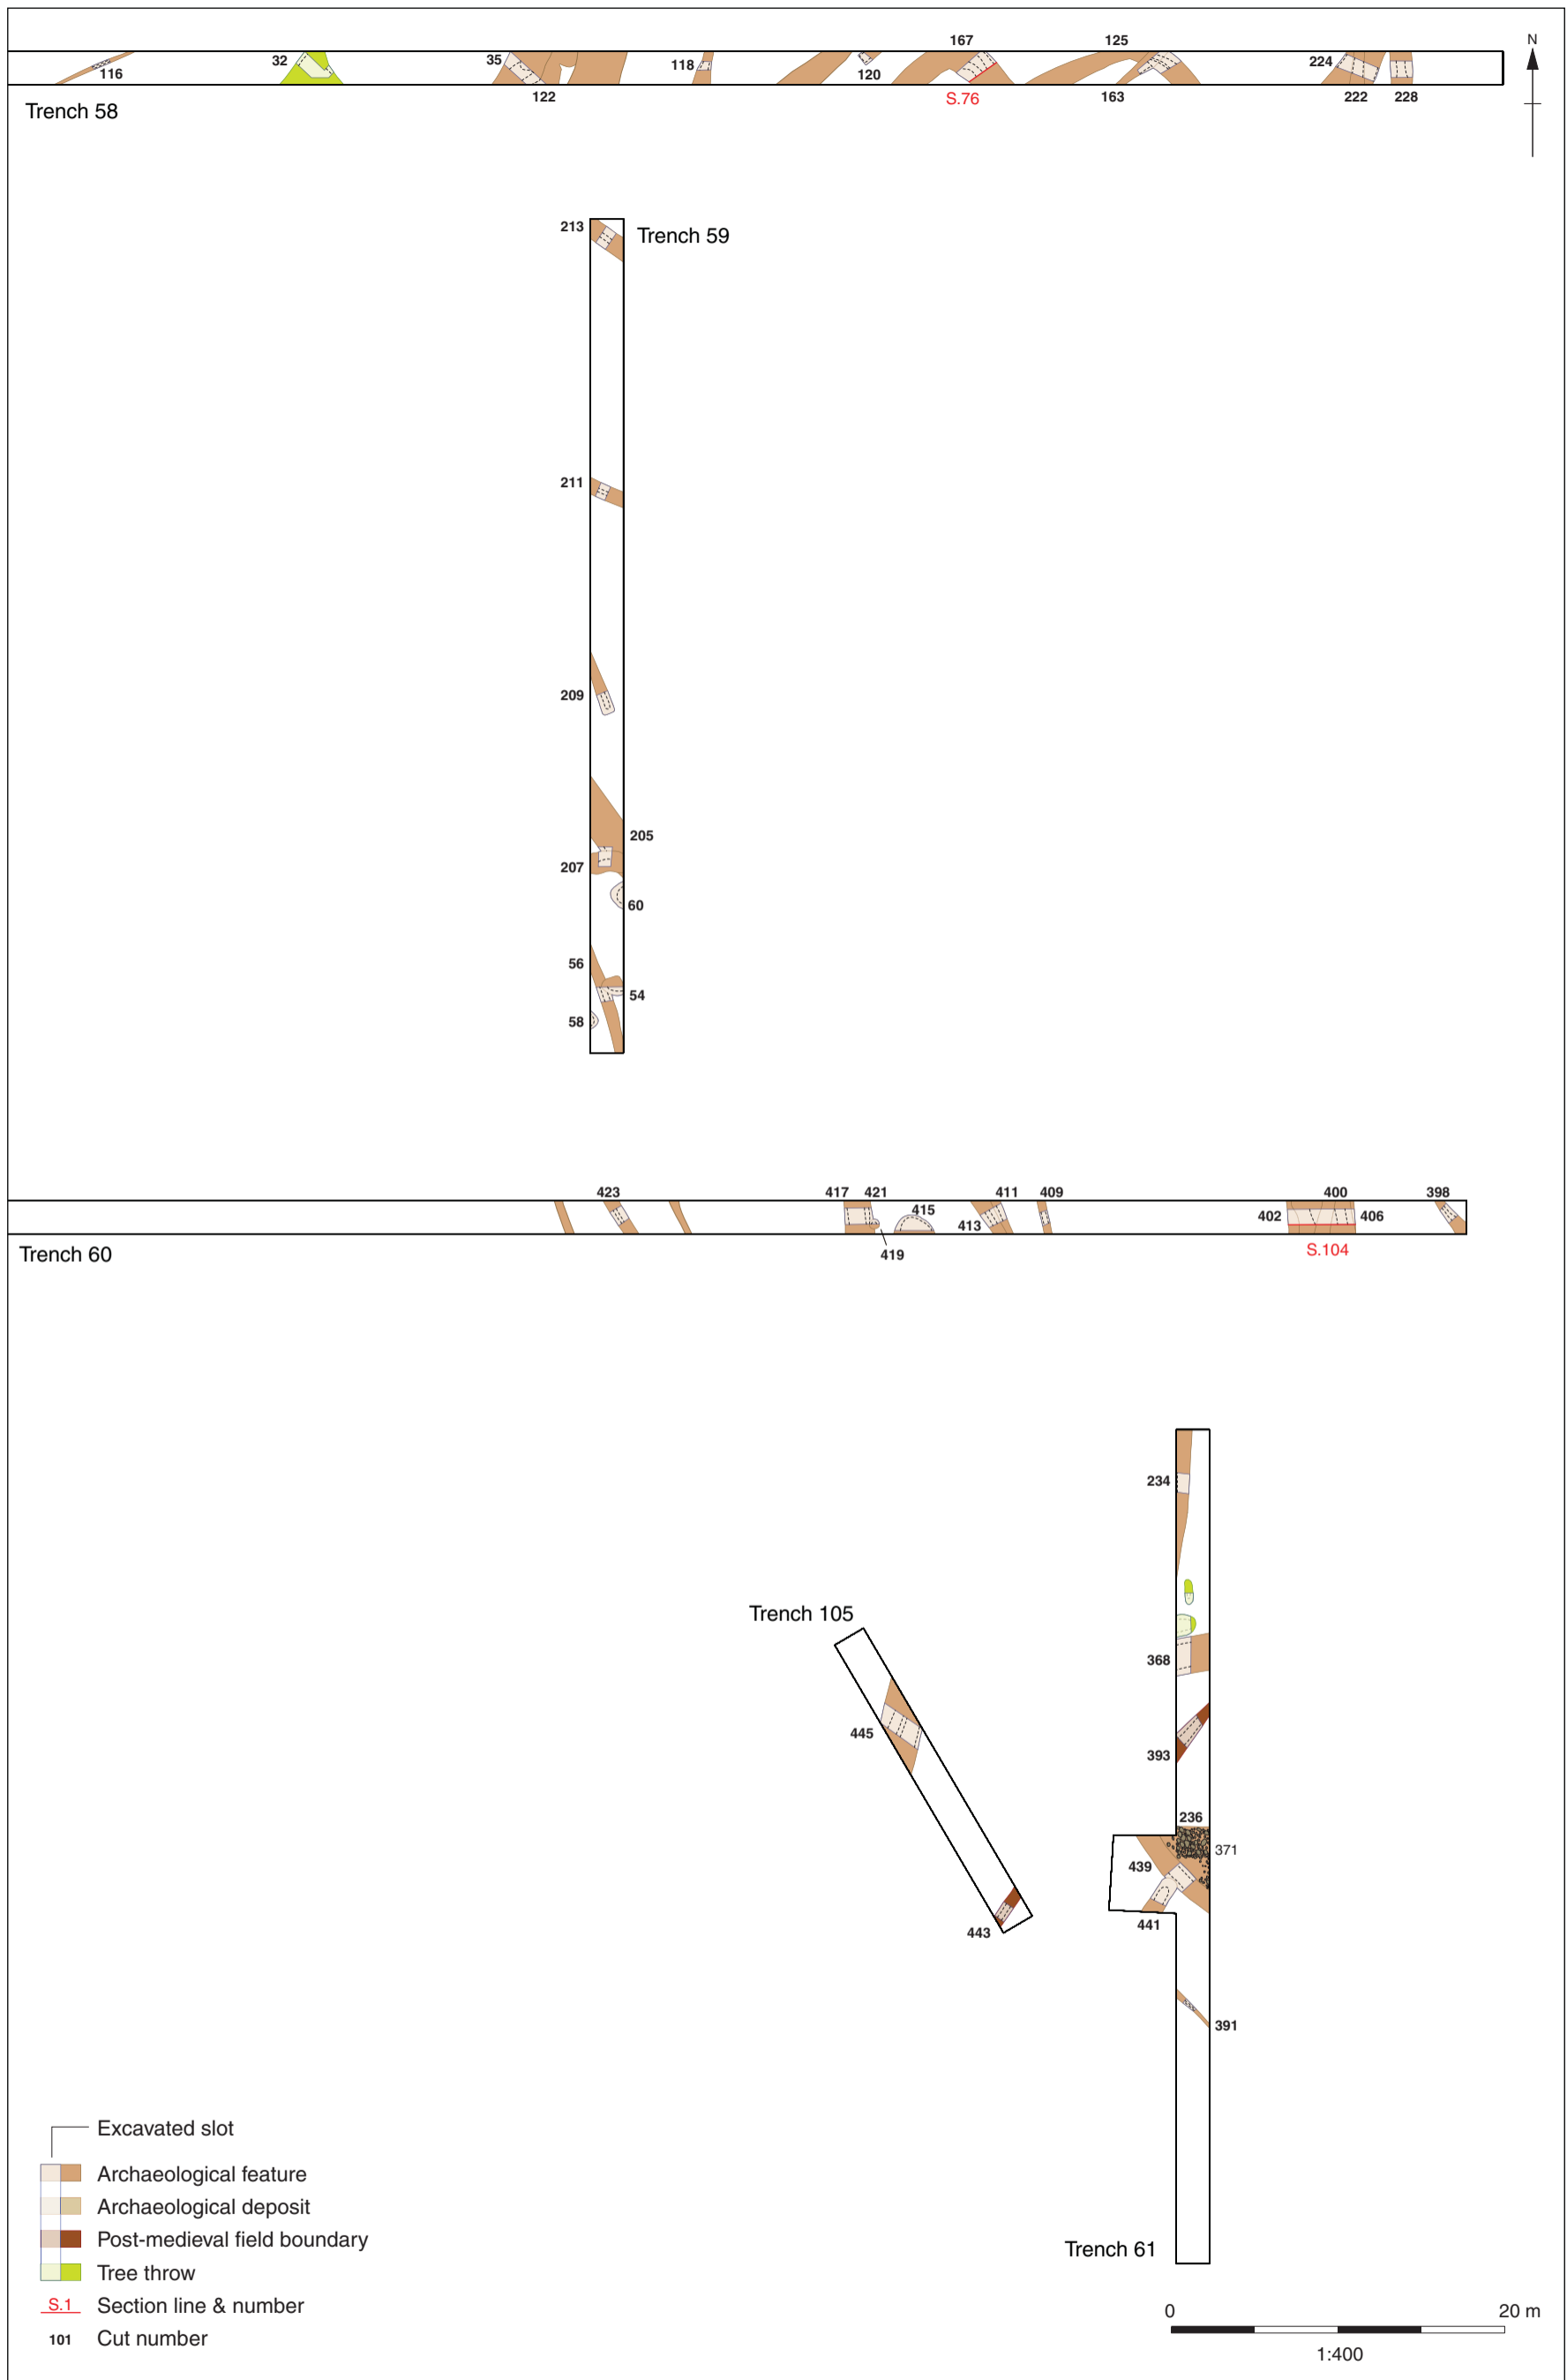 167
125
N
32
35
118
224
116
120
122
S.76
163
222
228
Trench 58
213
Trench 59
211
209
205
207
60
56
54
58
423
417
421
411
409
400
398
415
402
406
413
419
S.104
Trench 60
234
Trench 105
368
445
393
236
371
439
441
443
391
Excavated slot
Archaeological feature
Archaeological deposit
Post-medieval field boundary
Trench 61
Tree throw
S.1 Section line & number
101 Cut number
0 20 m
1:400